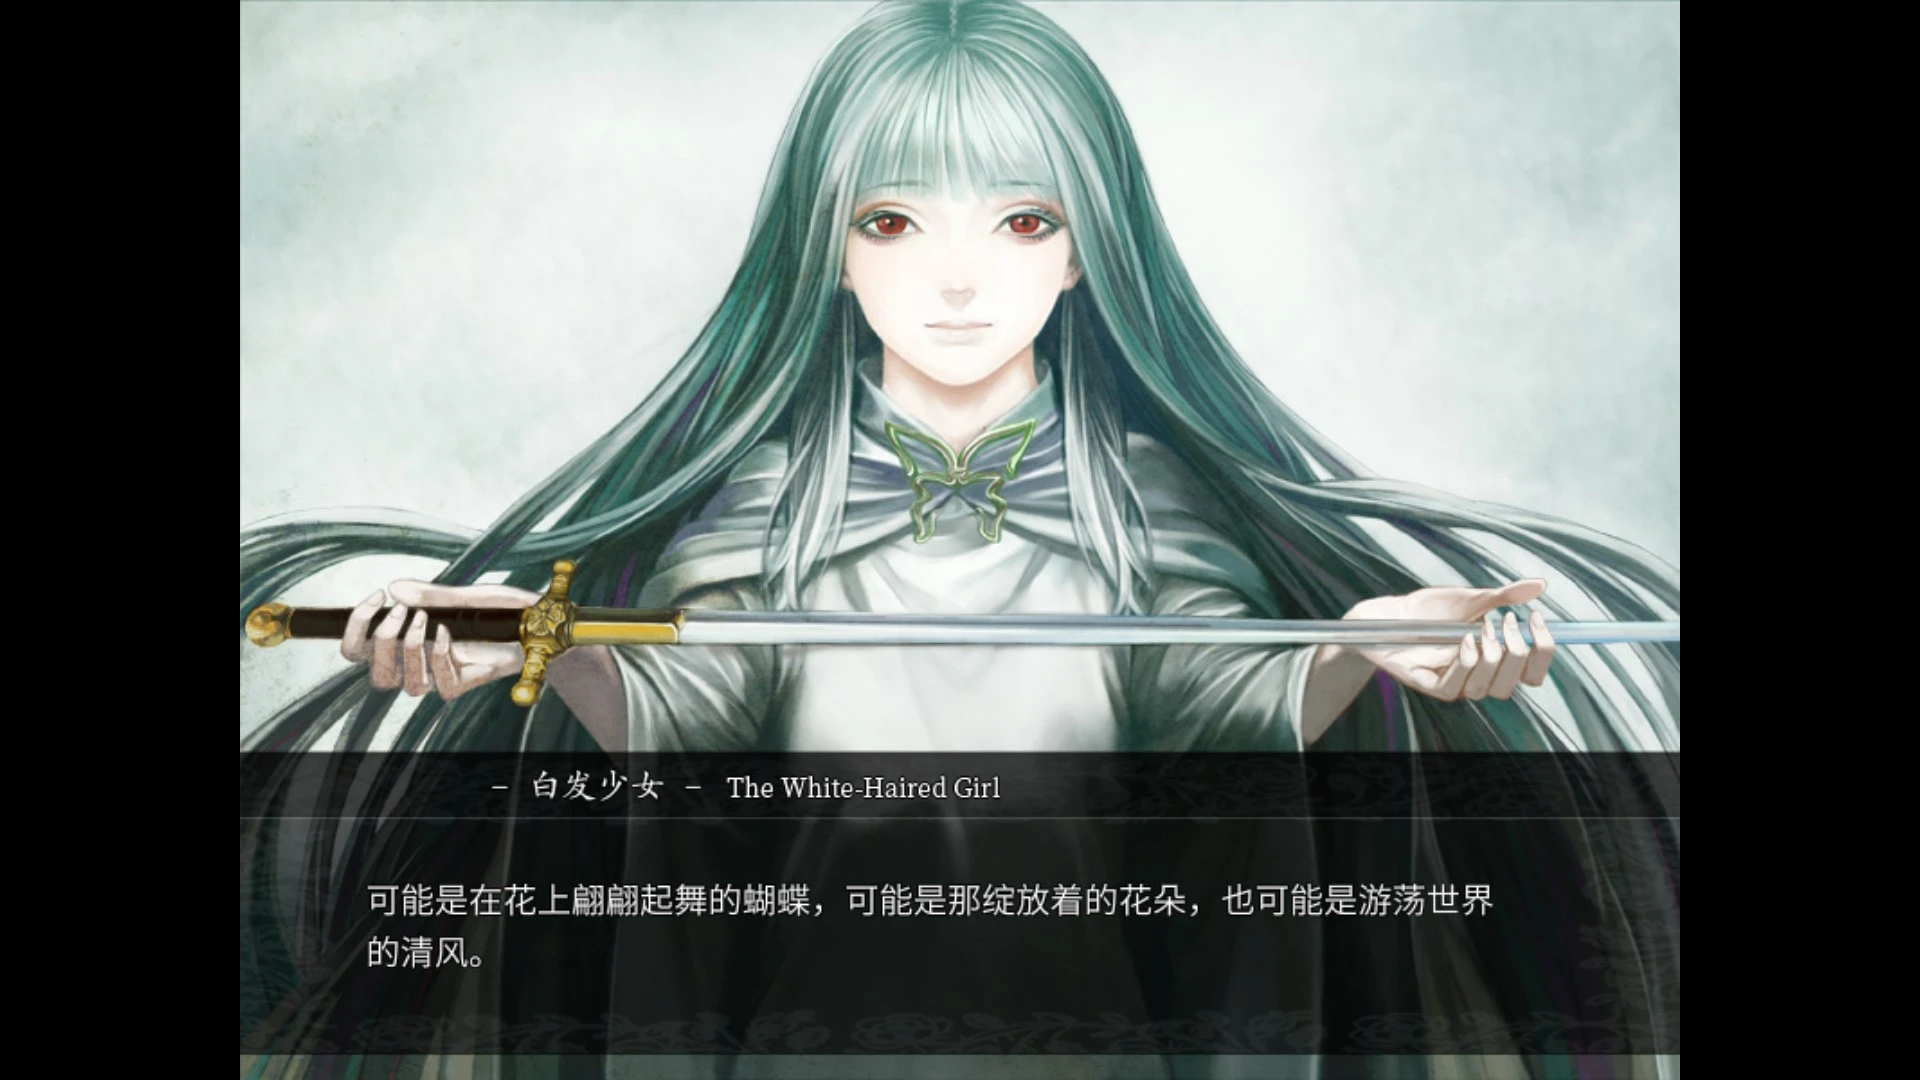 – 白发少女 – The White-Haired Girl
可能是在花上翩翩起舞的蝴蝶，可能是那绽放着的花朵，也可能是游荡世界
的清风。